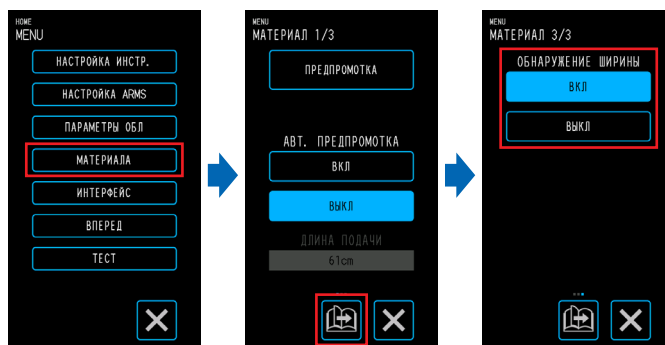 HOME
MENU
НАСТРОЙКА ИНСТР.
НАСТРОЙКА ARMS
ПАРАМЕТРЫ ОБЛ
МАТЕРИАЛА
ИНТЕРФЕЙС
ВПЕРЕД
ТЕСТ
MENU
МАТЕРИАЛ 1/3
ПРЕДПРОМОТКА
АВТ. ПРЕДПРОМОТКА
ВКЛ
ВЫКЛ
ДЛИНА ПОДАЧИ
61cm
MENU
МАТЕРИАЛ 3/3
ОБНАРУЖЕНИЕ ШИРИНЫ
ВКЛ
ВЫКЛ